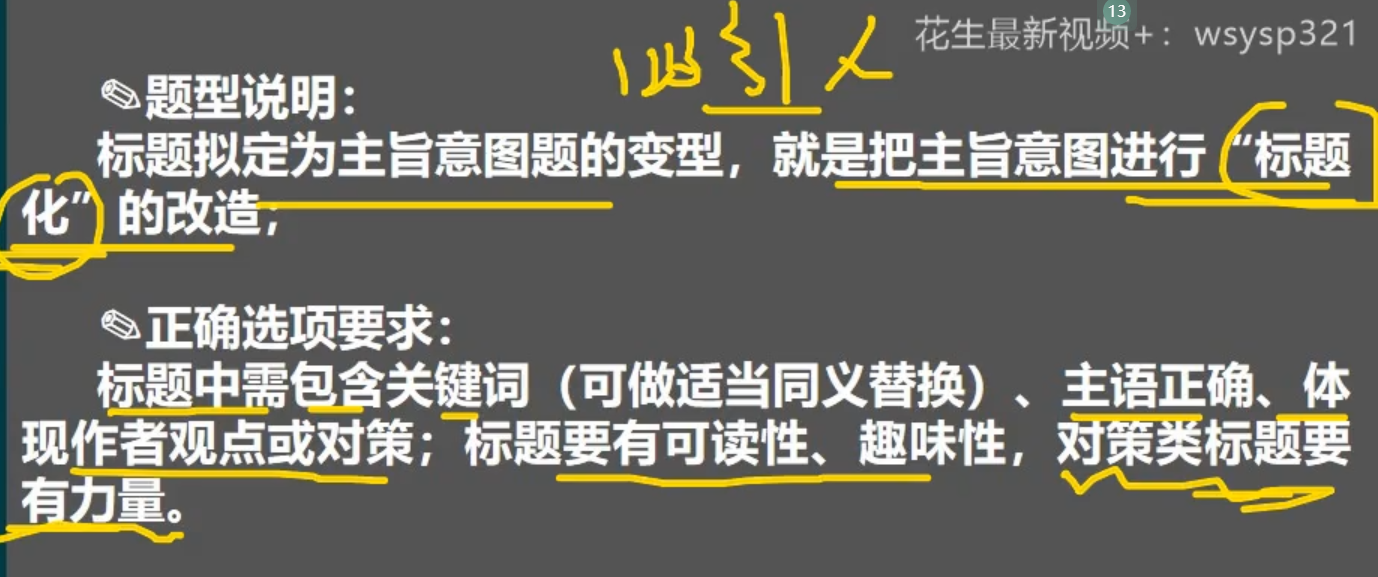 13
花生最新视频+：wsysp321
吸引人
题型说明：
标题拟定为主旨意图题的变型，就是把主旨意图进行“标题
化”的改造；
正确选项要求：
标题中需包含关键词（可做适当同义替换）、主语正确、体
现作者观点或对策；标题要有可读性、趣味性，对策类标题要
有力量。